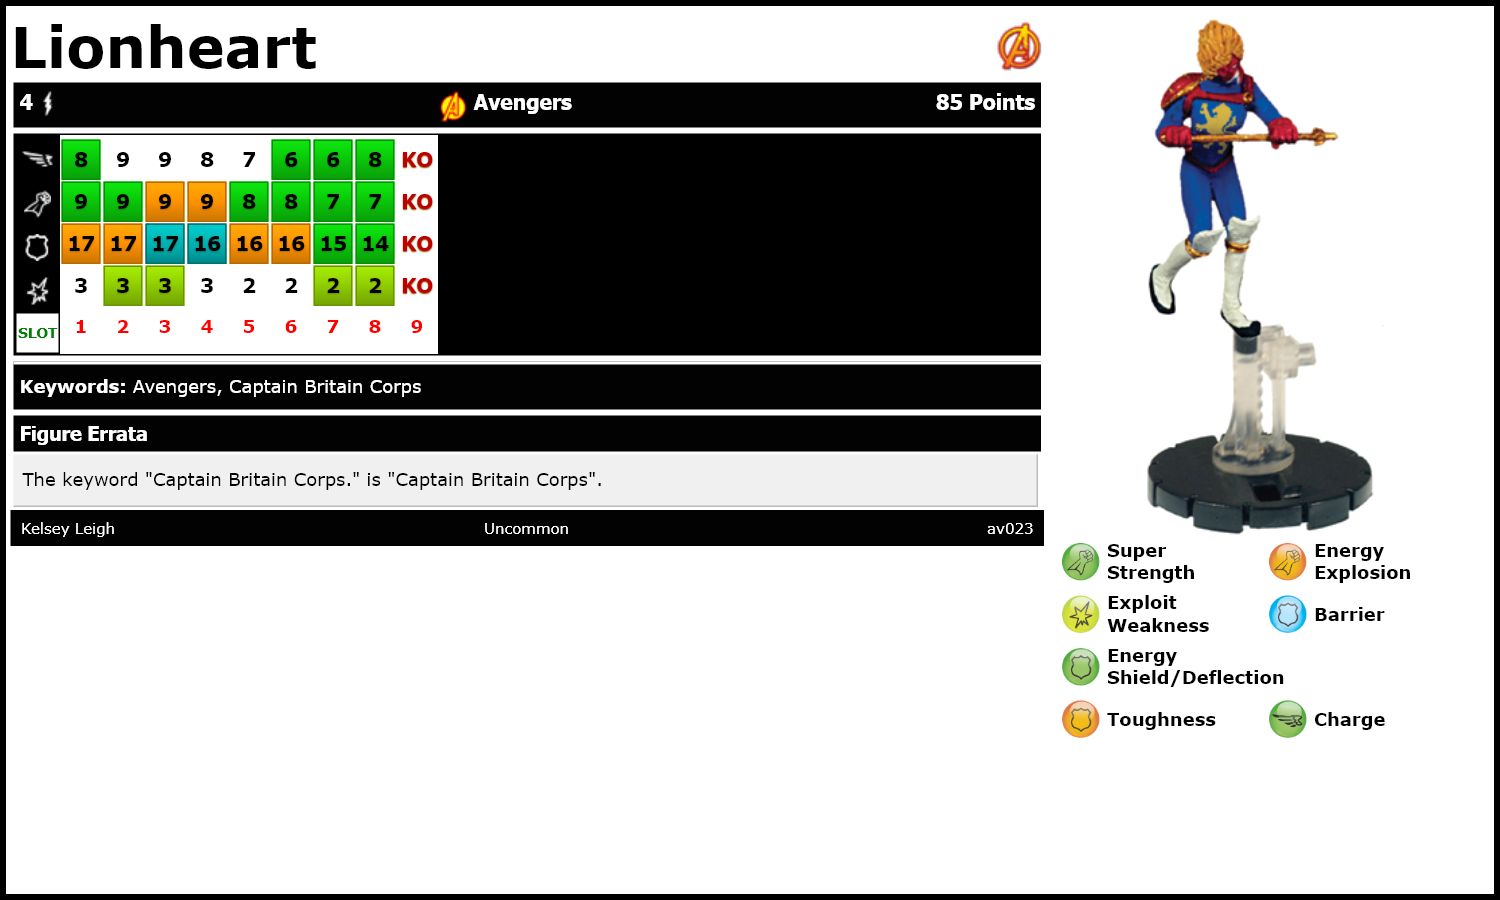 Lionheart
4 Avengers 85 Points
8 9 9 8 7 6 6 8 KO
9 9 9 9 8 8 7 7 KO
17 17 17 16 16 16 15 14 KO
3 3 3 3 2 2 2 2 KO
SLOT 1 2 3 4 5 6 7 8 9
Keywords: Avengers, Captain Britain Corps
Figure Errata
The keyword "Captain Britain Corps." is "Captain Britain Corps".
Kelsey Leigh Uncommon av023
Super
Strength
Energy
Explosion
Exploit
Weakness
Barrier
Energy
Shield/Deflection
Toughness
Charge